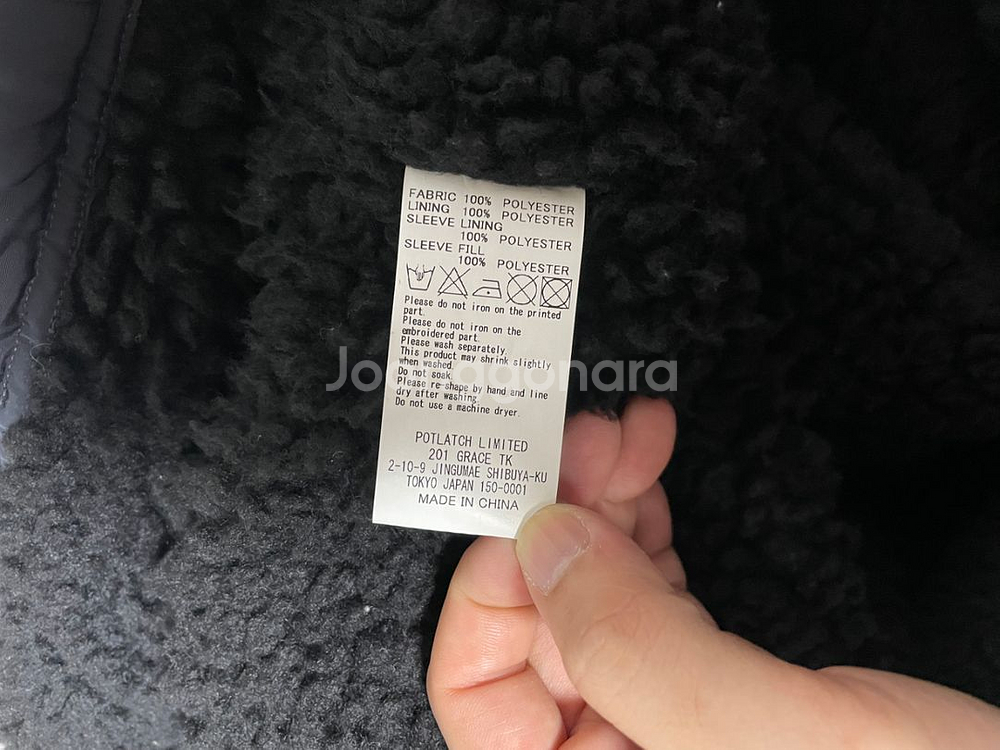 FABRIC 100% POLYESTER
LINING 100% POLYESTER
SLEEVE LINING
100% POLYESTER
SLEEVE FILL
100% POLYESTER
Please do not iron on the printed
part.
Please do not iron on the
embroidered part.
Please wash separately.
This product may shrink slightly
when washed.
Do not soak.
Please re-shape by hand and line
dry after washing.
Do not use a machine dryer.
POTLATCH LIMITED
201 GRACE TK
2-10-9 JINGUMAE SHIBUYA-KU
TOKYO JAPAN 150-0001
MADE IN CHINA